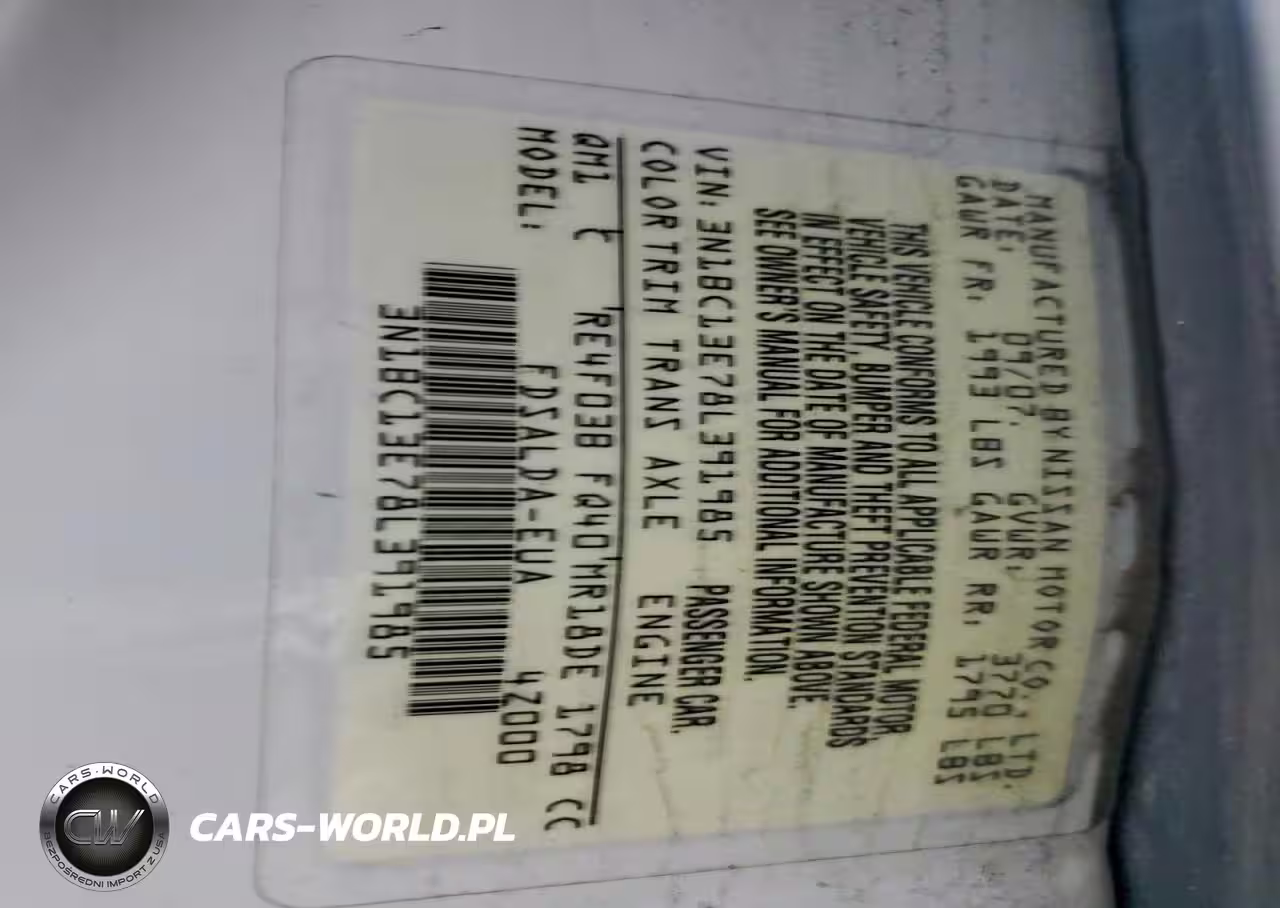 MANUFACTURED BY NISSAN MOTOR CO., LTD.
DATE: 09/07, GVWR: 3770 LBS
GAWR FR: 1993 LBS GAWR RR: 1795 LBS
THIS VEHICLE CONFORMS TO ALL APPLICABLE FEDERAL MOTOR
VEHICLE SAFETY, BUMPER AND THEFT PREVENTION STANDARDS
IN EFFECT ON THE DATE OF MANUFACTURE SHOWN ABOVE.
SEE OWNER'S MANUAL FOR ADDITIONAL INFORMATION.
VIN: 3N1BC13E78L391985 PASSENGER CAR.
COLOR TRIM TRANS AXLE ENGINE
QM1 C RE4F03B FQ40 MR18DE 1798 CC
MODEL: FDSALDA-EUA 4Z000
3N1BC13E78L391985
CARS-WORLD
CW
BEZPOŚREDNI IMPORT Z USA
CARS-WORLD.PL